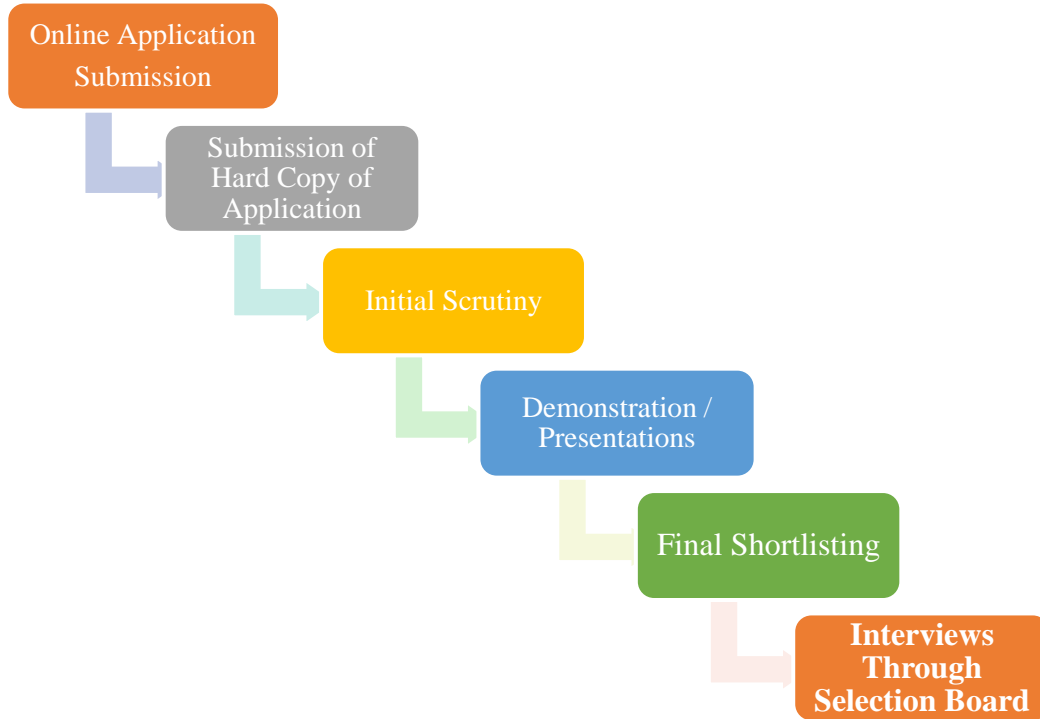 Online Application
Submission
Submission of
Hard Copy of
Application
Initial Scrutiny
Demonstration /
Presentations
Final Shortlisting
Interviews
Through
Selection Board